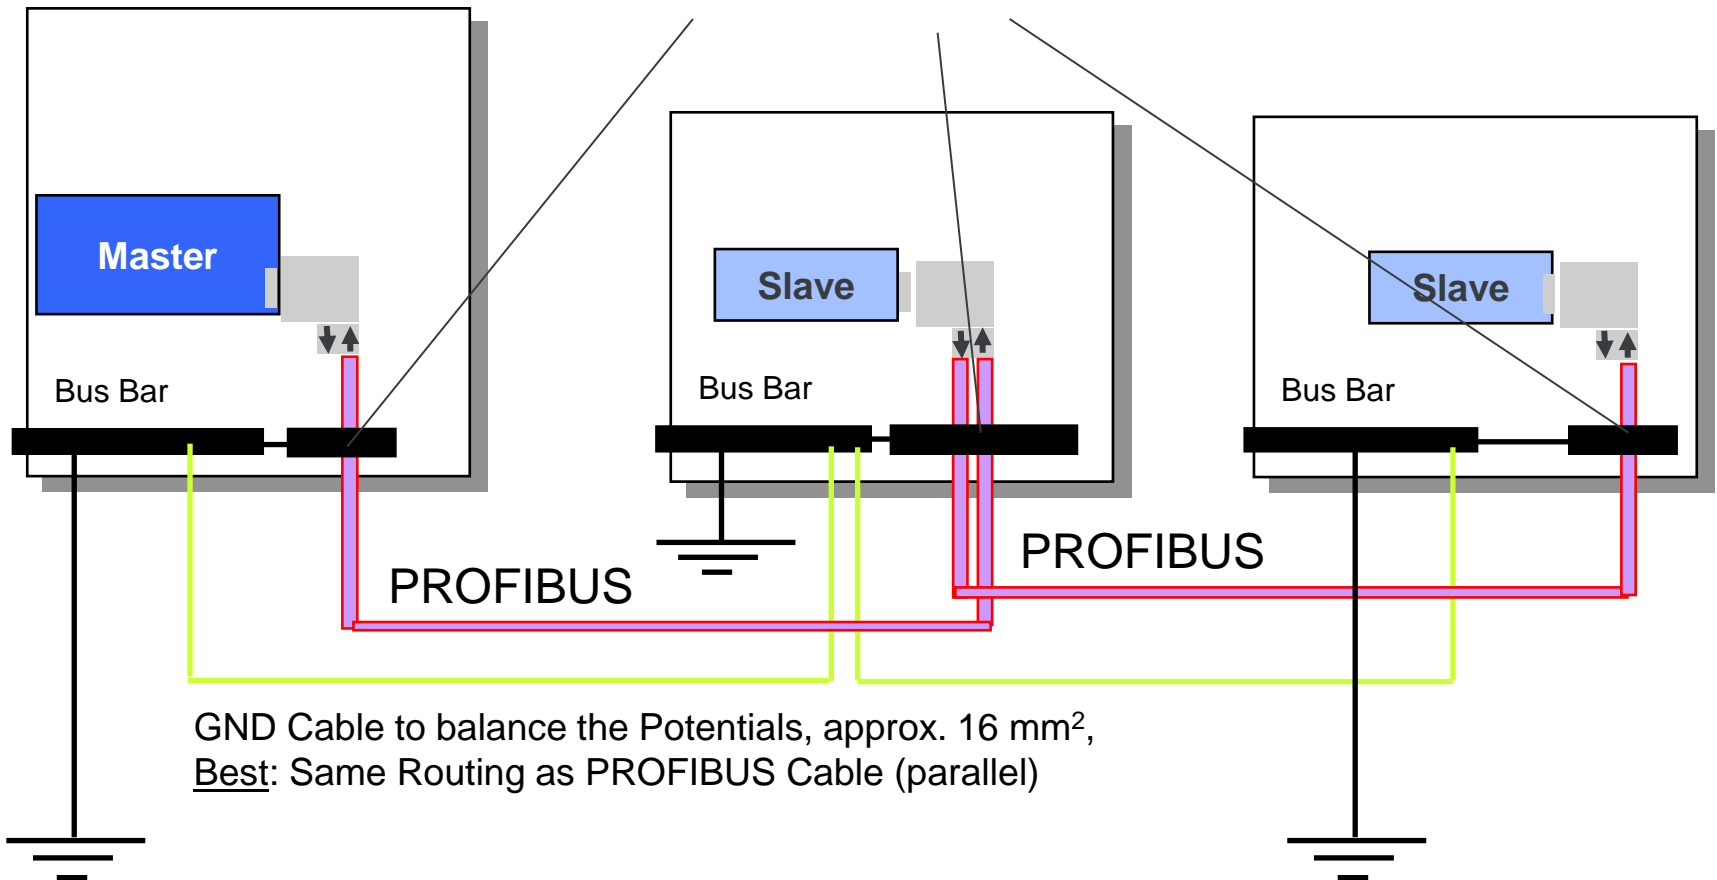 Master
Slave
Slave
Bus Bar
Bus Bar
Bus Bar
PROFIBUS
PROFIBUS
GND Cable to balance the Potentials, approx. 16 mm²,
Best: Same Routing as PROFIBUS Cable (parallel)